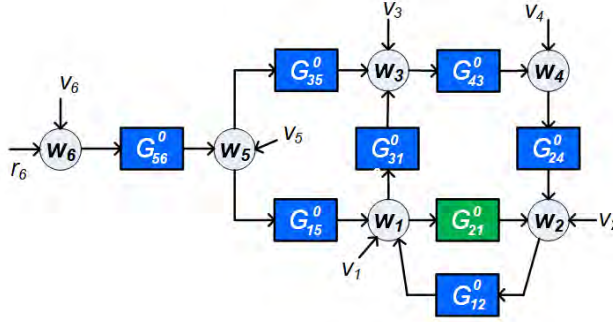 v₃ v₄
G⁰₃₅ w₃ G⁰₄₃ w₄
v₆ v₅
w₆ G⁰₅₆ w₅ G⁰₃₁ G⁰₂₄
r₆
G⁰₁₅ w₁ G⁰₂₁ w₂ v₂
v₁
G⁰₁₂